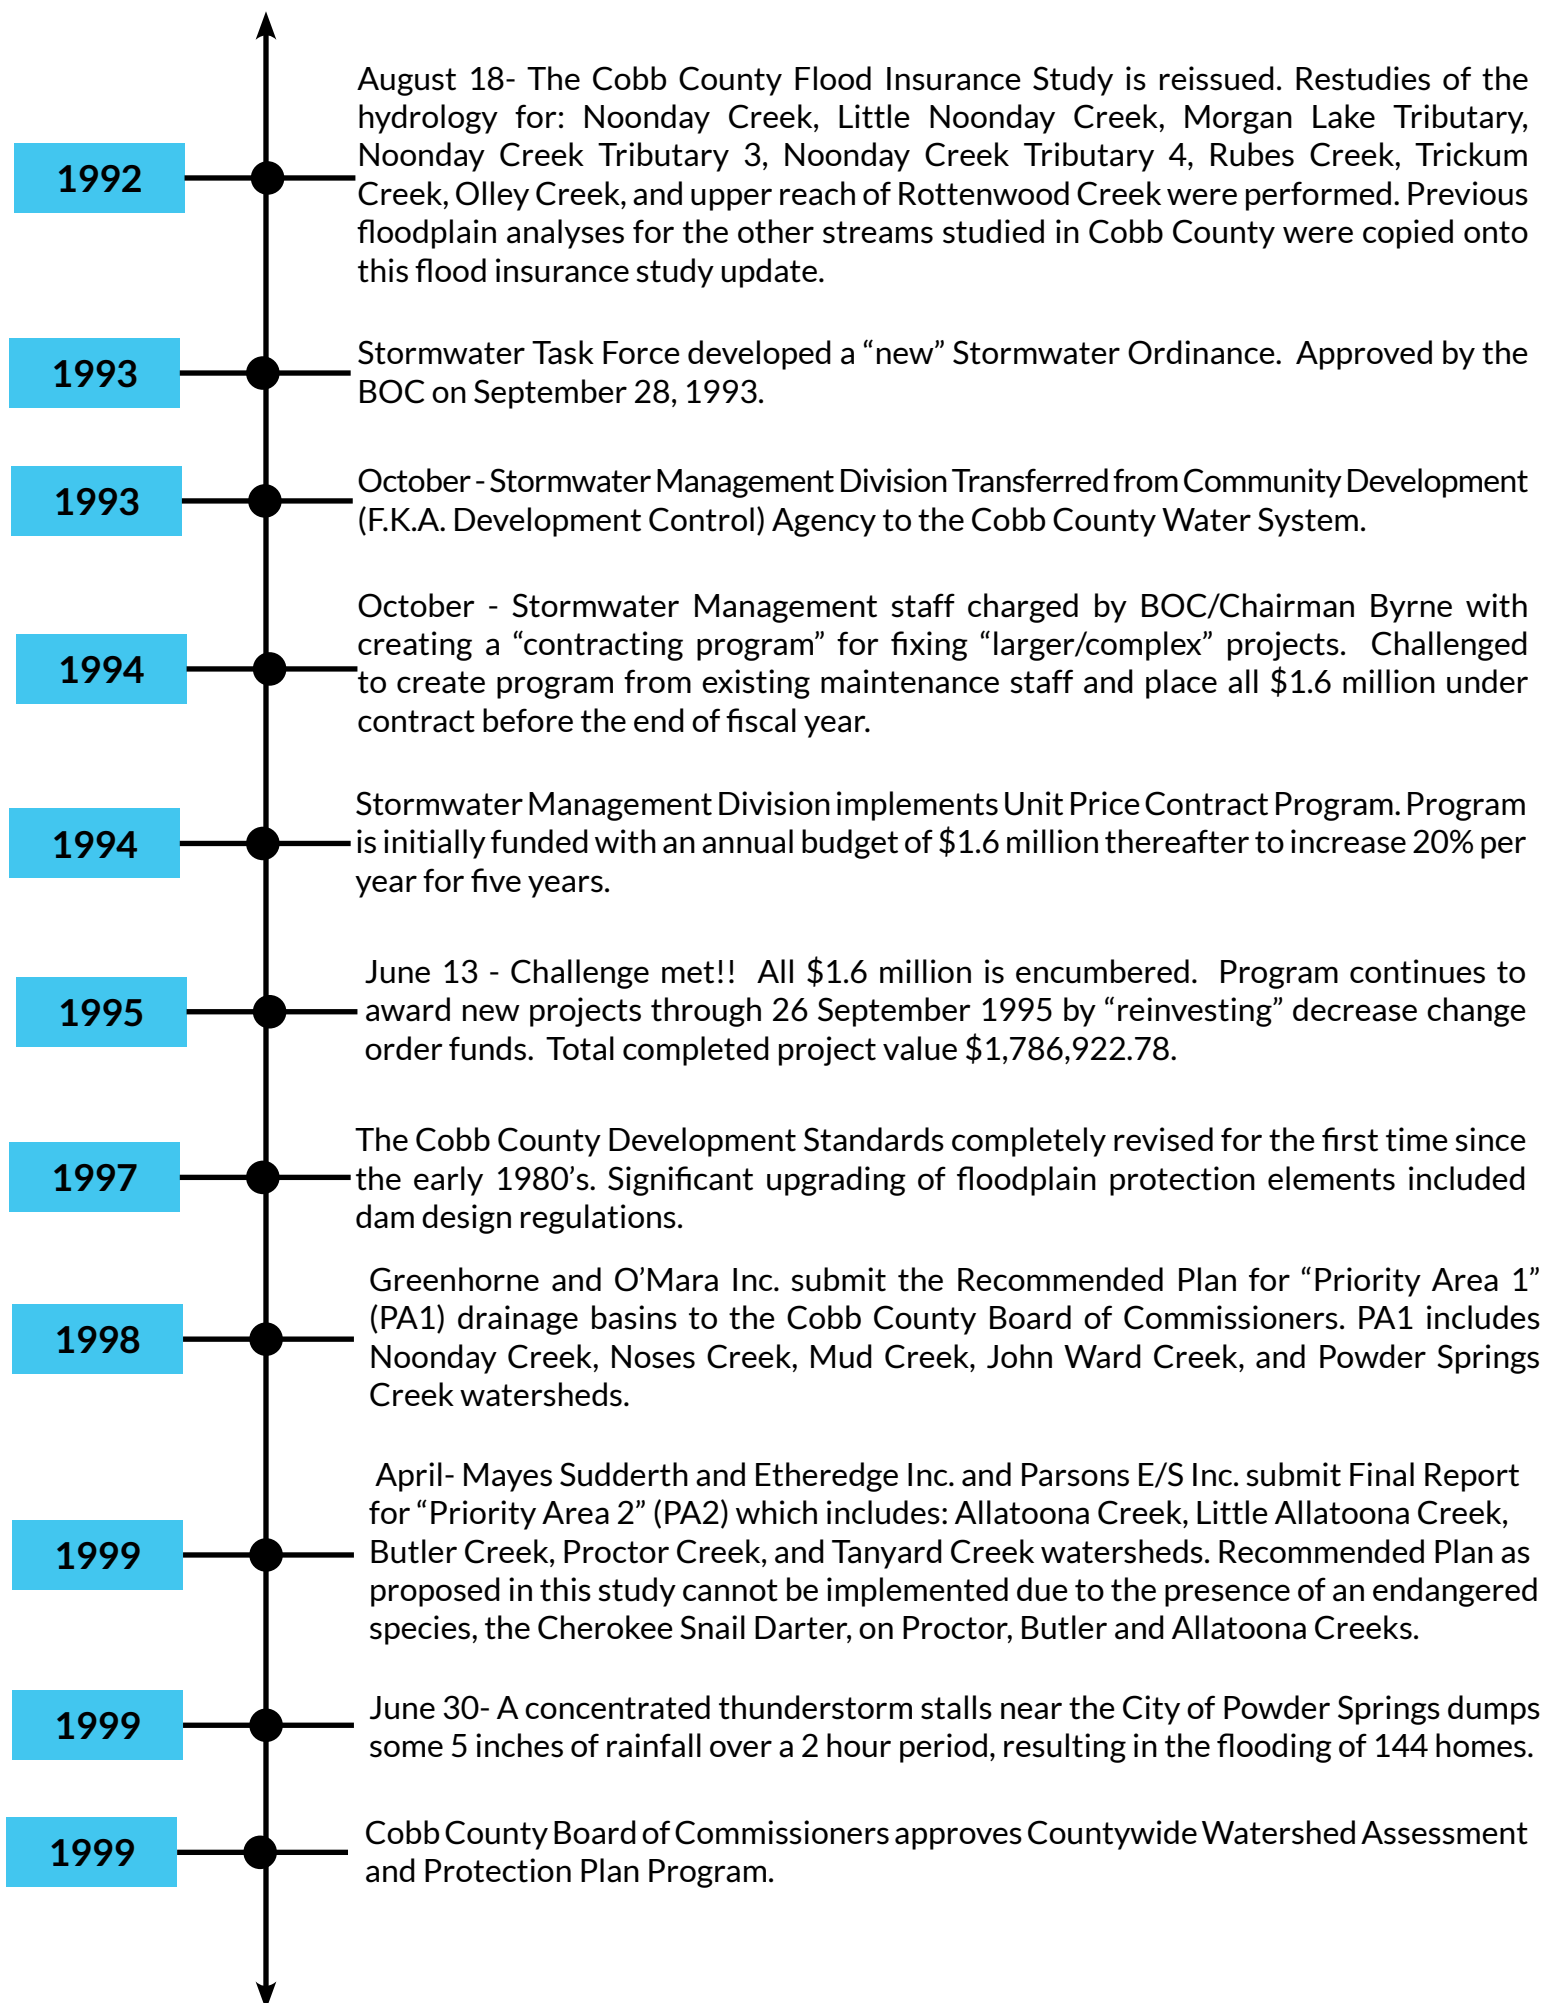 1992
August 18- The Cobb County Flood Insurance Study is reissued. Restudies of the
hydrology for: Noonday Creek, Little Noonday Creek, Morgan Lake Tributary,
Noonday Creek Tributary 3, Noonday Creek Tributary 4, Rubes Creek, Trickum
Creek, Olley Creek, and upper reach of Rottenwood Creek were performed. Previous
floodplain analyses for the other streams studied in Cobb County were copied onto
this flood insurance study update.
1993
Stormwater Task Force developed a “new” Stormwater Ordinance.  Approved by the
BOC on September 28, 1993.
1993
October - Stormwater Management Division Transferred from Community Development
(F.K.A. Development Control) Agency to the Cobb County Water System.
1994
October - Stormwater Management staff charged by BOC/Chairman Byrne with
creating a “contracting program” for fixing “larger/complex” projects.  Challenged
to create program from existing maintenance staff and place all $1.6 million under
contract before the end of fiscal year.
1994
Stormwater Management Division implements Unit Price Contract Program. Program
is initially funded with an annual budget of $1.6 million thereafter to increase 20% per
year for five years.
1995
June 13 - Challenge met!!  All $1.6 million is encumbered.  Program continues to
award new projects through 26 September 1995 by “reinvesting” decrease change
order funds.  Total completed project value $1,786,922.78.
1997
The Cobb County Development Standards completely revised for the first time since
the early 1980’s. Significant upgrading of floodplain protection elements included
dam design regulations.
1998
Greenhorne and O’Mara Inc. submit the Recommended Plan for “Priority Area 1”
(PA1) drainage basins to the Cobb County Board of Commissioners. PA1 includes
Noonday Creek, Noses Creek, Mud Creek, John Ward Creek, and Powder Springs
Creek watersheds.
1999
April- Mayes Sudderth and Etheredge Inc. and Parsons E/S Inc. submit Final Report
for “Priority Area 2” (PA2) which includes: Allatoona Creek, Little Allatoona Creek,
Butler Creek, Proctor Creek, and Tanyard Creek watersheds. Recommended Plan as
proposed in this study cannot be implemented due to the presence of an endangered
species, the Cherokee Snail Darter, on Proctor, Butler and Allatoona Creeks.
1999
June 30- A concentrated thunderstorm stalls near the City of Powder Springs dumps
some 5 inches of rainfall over a 2 hour period, resulting in the flooding of 144 homes.
1999
Cobb County Board of Commissioners approves Countywide Watershed Assessment
and Protection Plan Program.